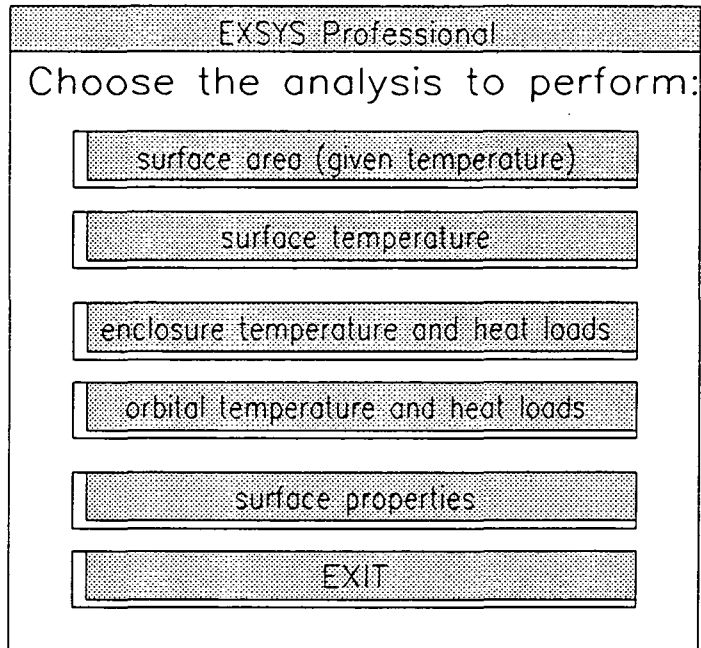 EXSYS Professional
Choose the analysis to perform:
surface area (given temperature)
surface temperature
enclosure temperature and heat loads
orbital temperature and heat loads
surface properties
EXIT